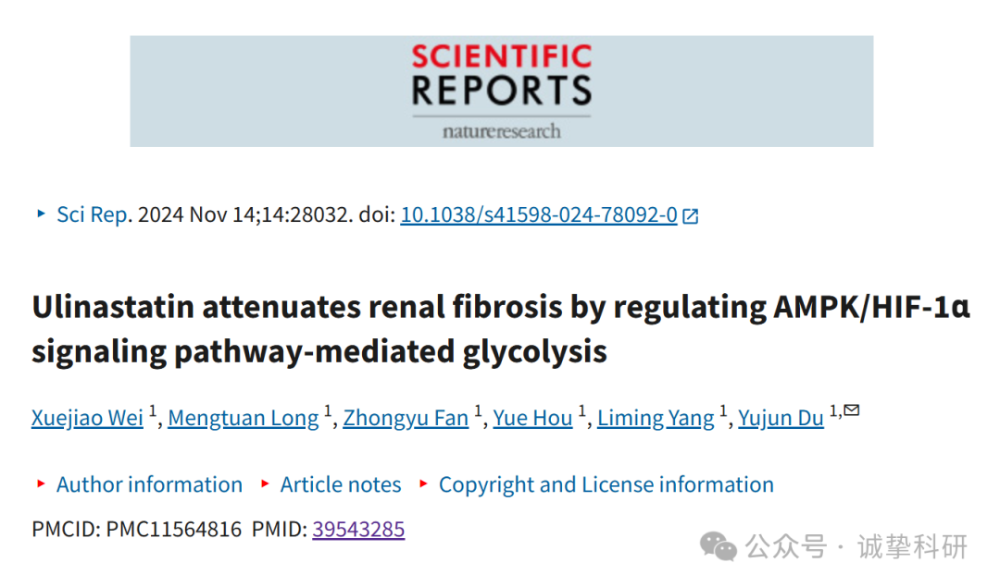 SCIENTIFIC
REPORTS
natureresearch
Sci Rep. 2024 Nov 14;14:28032. doi: 10.1038/s41598-024-78092-0
Ulinastatin attenuates renal fibrosis by regulating AMPK/HIF-1α
signaling pathway-mediated glycolysis
Xuejiao Wei 1, Mengtuan Long 1, Zhongyu Fan 1, Yue Hou 1, Liming Yang 1, Yujun Du 1,✉
Author information Article notes Copyright and License information
PMCID: PMC11564816 PMID: 39543285
公众号 · 诚挚科研